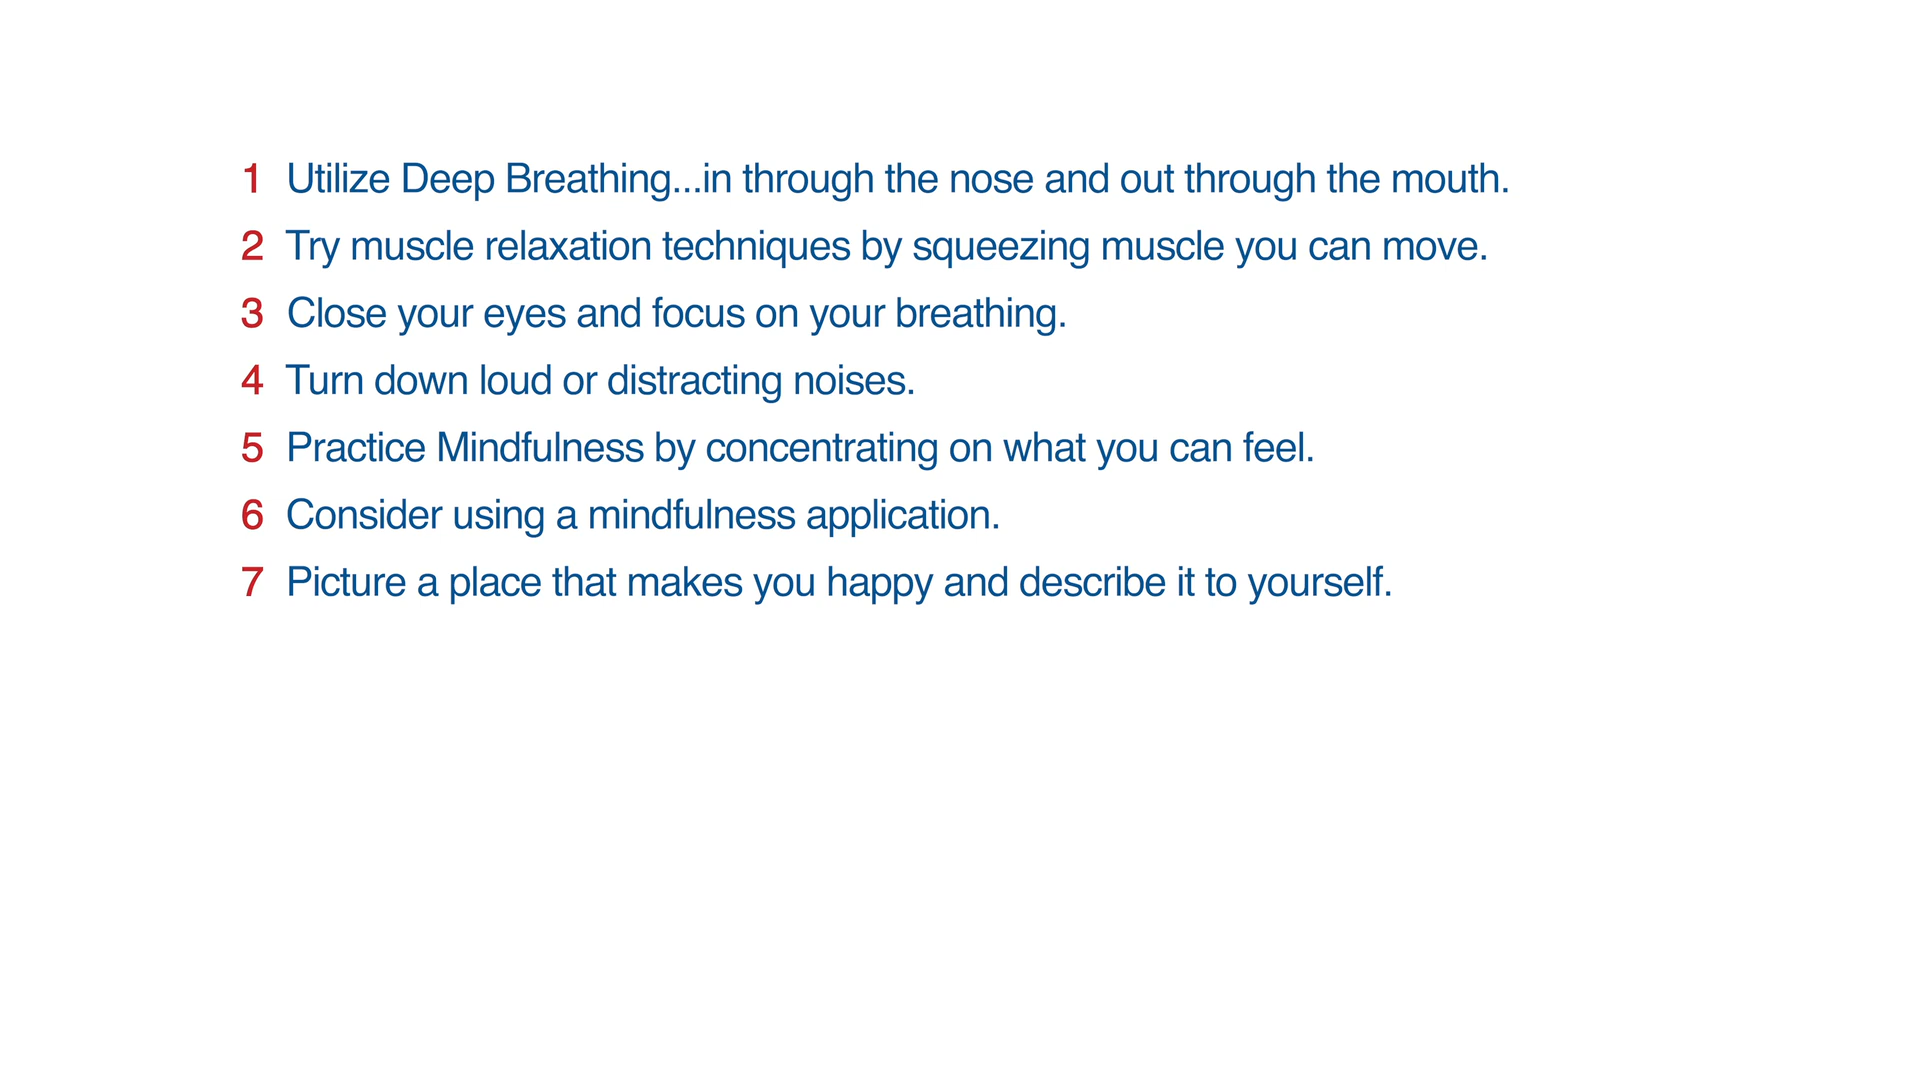 1 Utilize Deep Breathing...in through the nose and out through the mouth.
2 Try muscle relaxation techniques by squeezing muscle you can move.
3 Close your eyes and focus on your breathing.
4 Turn down loud or distracting noises.
5 Practice Mindfulness by concentrating on what you can feel.
6 Consider using a mindfulness application.
7 Picture a place that makes you happy and describe it to yourself.